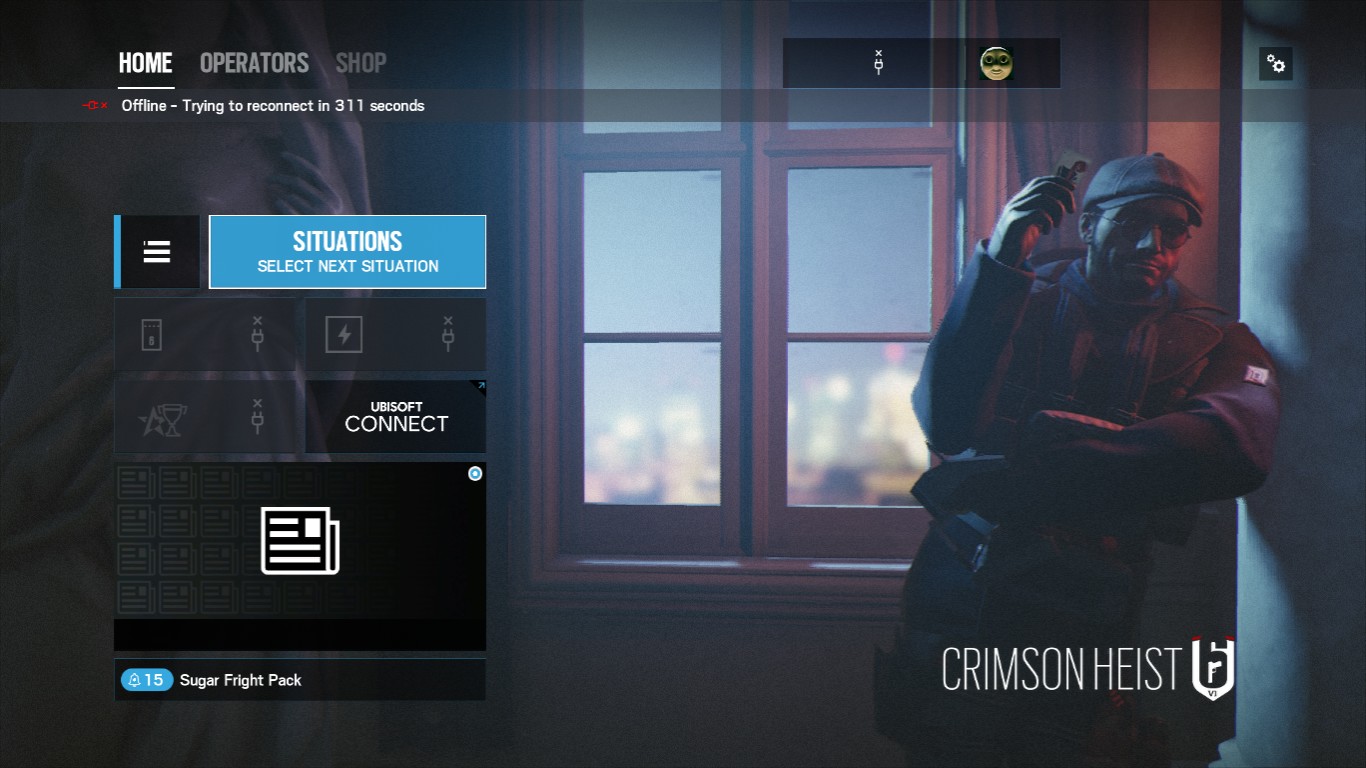 HOME OPERATORS SHOP
Offline - Trying to reconnect in 311 seconds
SITUATIONS
SELECT NEXT SITUATION
UBISOFT
CONNECT
15 Sugar Fright Pack
CRIMSON HEIST
VI